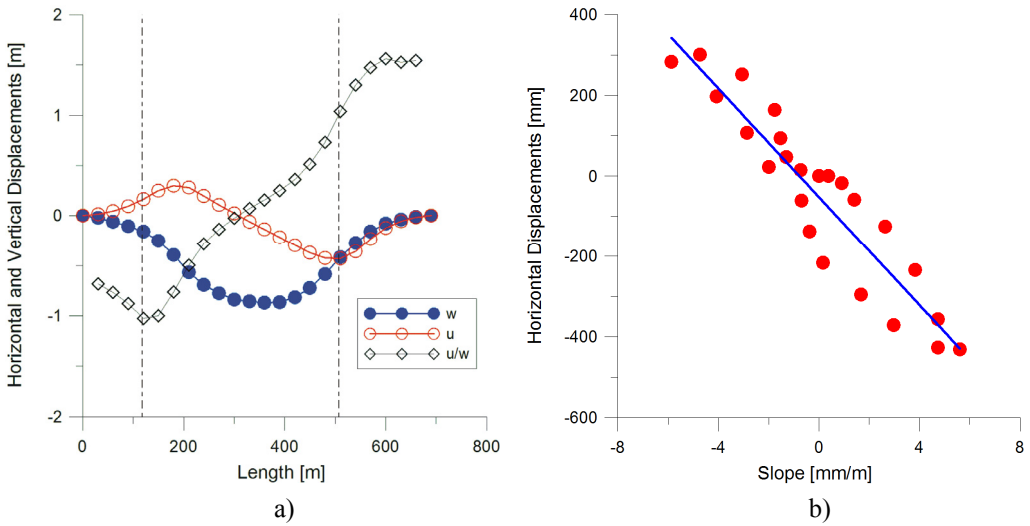 Horizontal and Vertical Displacements [m]
2
1
0
-1
-2
0
200
400
600
800
Length [m]
w
u
u/w
a)
Horizontal Displacements [mm]
400
200
0
-200
-400
-600
-8
-4
0
4
8
Slope [mm/m]
b)